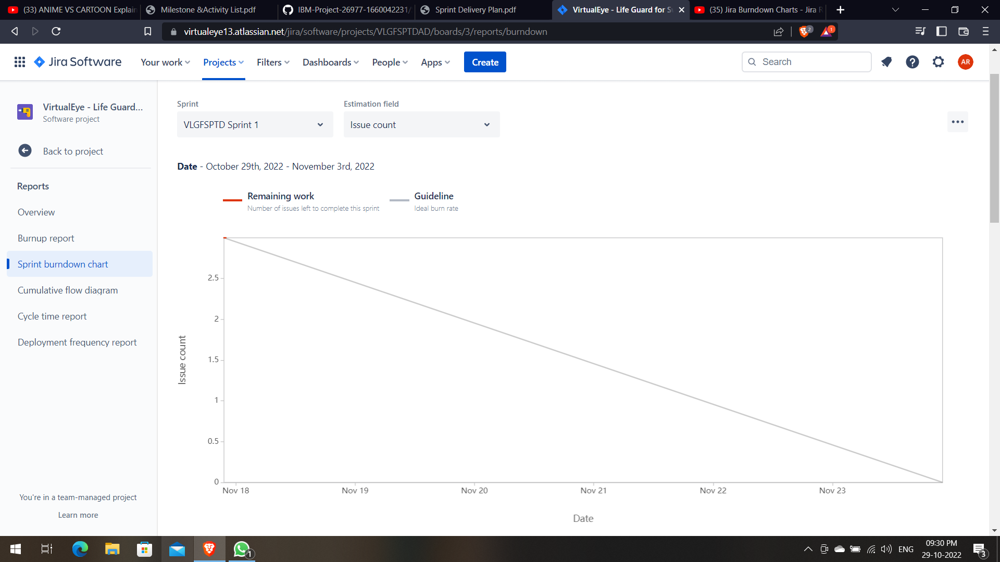 (33) ANIME VS CARTOON Explain
Milestone &Activity List.pdf
IBM-Project-26977-1660042231/
Sprint Delivery Plan.pdf
VirtualEye - Life Guard for S
(35) Jira Burndown Charts - Jira R
virtualeye13.atlassian.net/jira/software/projects/VLGFSPTDAD/boards/3/reports/burndown
2
1
Jira Software
Your work
Projects
Filters
Dashboards
People
Apps
Create
Search
AR
VirtualEye - Life Guard...
Software project
Back to project
Reports
Overview
Burnup report
Sprint burndown chart
Cumulative flow diagram
Cycle time report
Deployment frequency report
You're in a team-managed project
Learn more
Sprint
VLGFSPTD Sprint 1
Estimation field
Issue count
Date - October 29th, 2022 - November 3rd, 2022
Remaining work
Number of issues left to complete this sprint
Guideline
Ideal burn rate
2.5
2
1.5
1
0.5
0
Issue count
Nov 18
Nov 19
Nov 20
Nov 21
Nov 22
Nov 23
Date
1
ENG
09:30 PM
29-10-2022
3